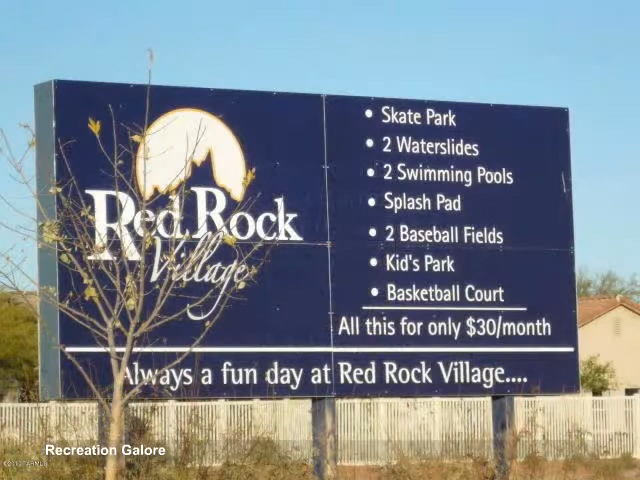 Red Rock
Village
• Skate Park
• 2 Waterslides
• 2 Swimming Pools
• Splash Pad
• 2 Baseball Fields
• Kid's Park
• Basketball Court
All this for only $30/month
Always a fun day at Red Rock Village....
Recreation Galore